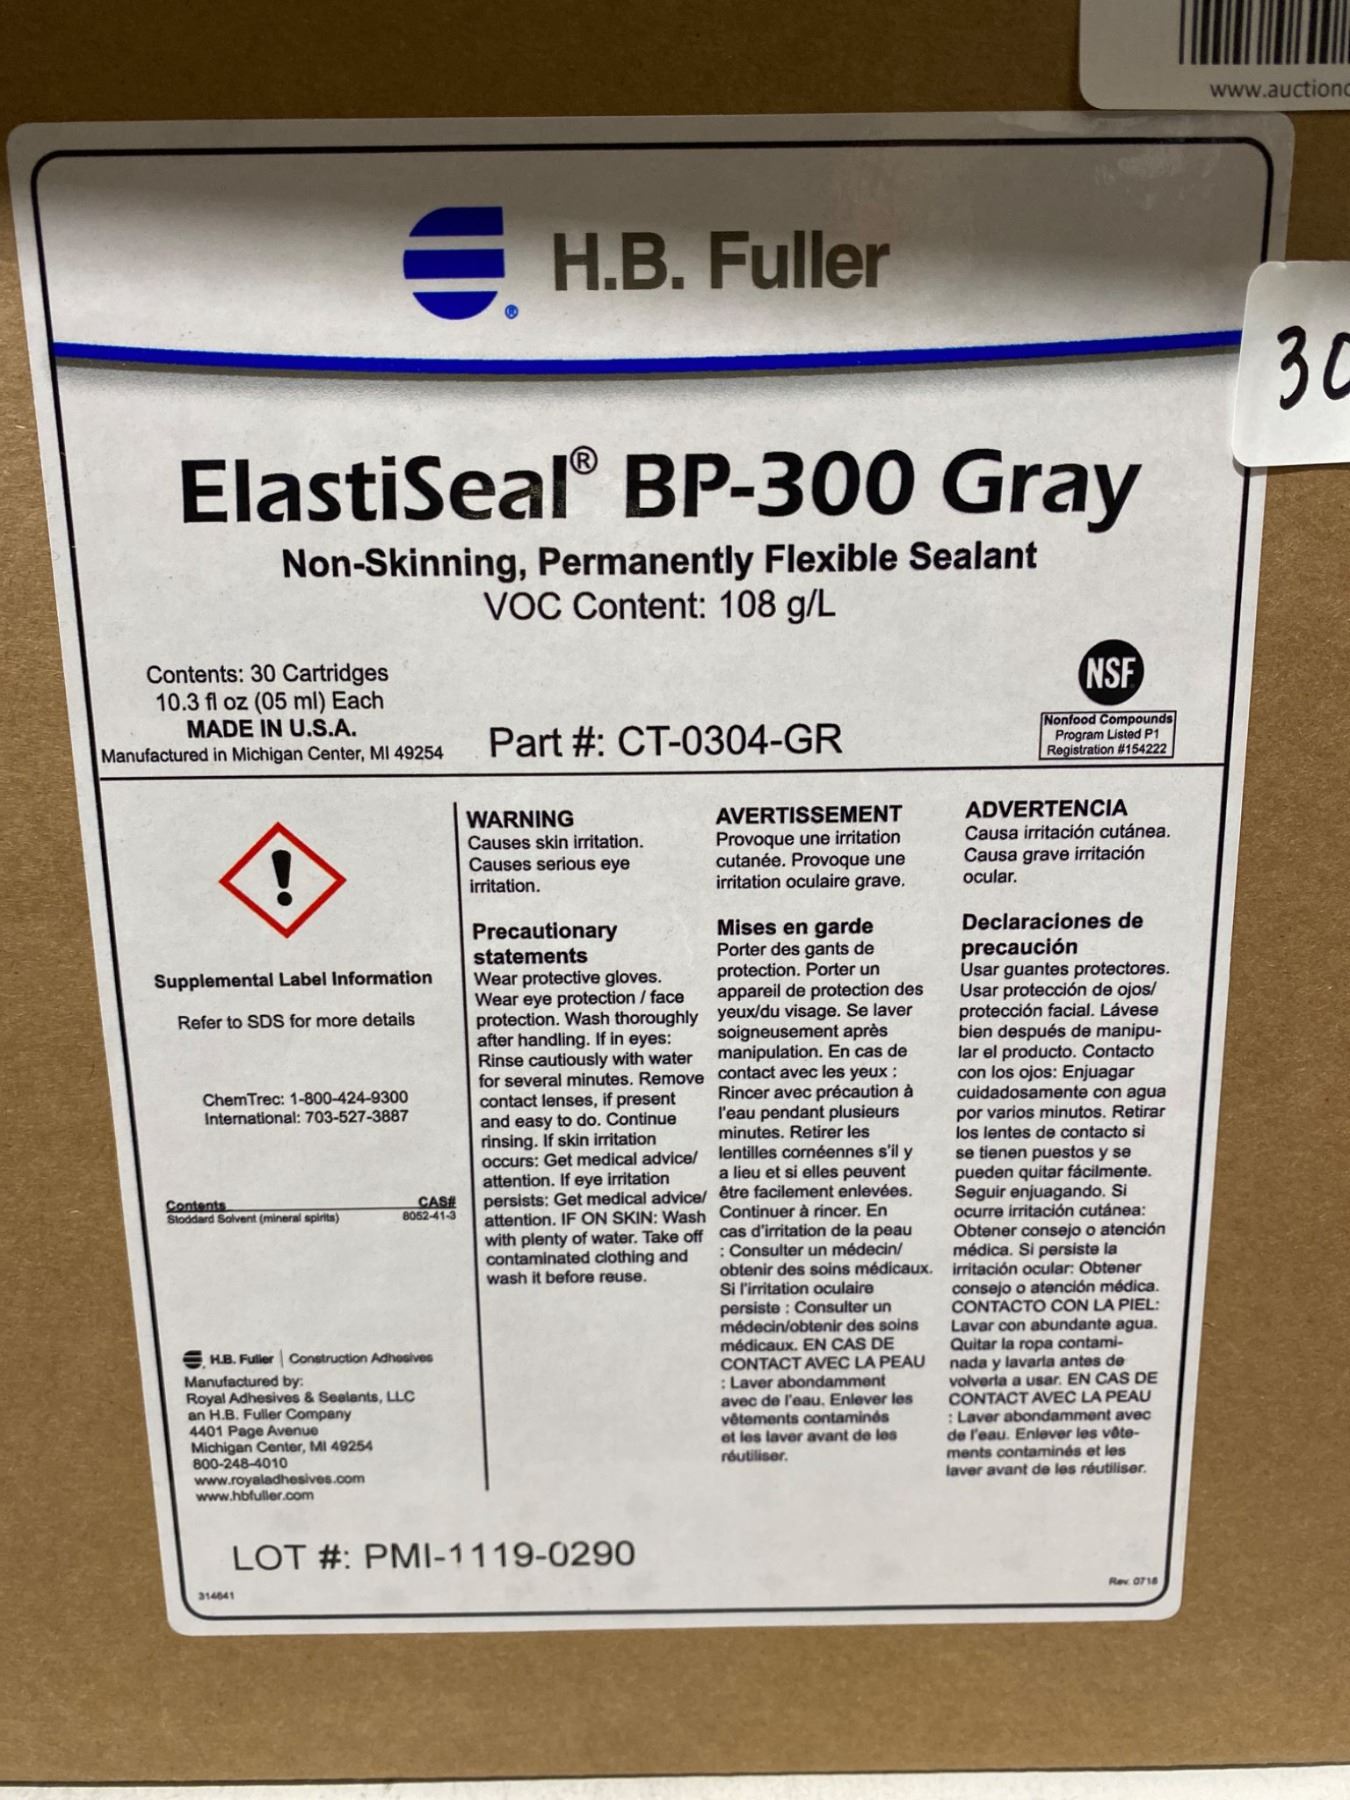 www.auction
H.B. Fuller
®
30
ElastiSeal® BP-300 Gray
Non-Skinning, Permanently Flexible Sealant
VOC Content: 108 g/L
Contents: 30 Cartridges
10.3 fl oz (05 ml) Each
MADE IN U.S.A.
Manufactured in Michigan Center, MI 49254
Part #: CT-0304-GR
NSF
Nonfood Compounds
Program Listed P1
Registration #154222
!
Supplemental Label Information
Refer to SDS for more details
ChemTrec: 1-800-424-9300
International: 703-527-3887
Contents CAS#
Stoddard Solvent (mineral spirits) 8052-41-3
H.B. Fuller | Construction Adhesives
Manufactured by:
Royal Adhesives & Sealants, LLC
an H.B. Fuller Company
4401 Page Avenue
Michigan Center, MI 49254
800-248-4010
www.royaladhesives.com
www.hbfuller.com
WARNING
Causes skin irritation.
Causes serious eye
irritation.
Precautionary
statements
Wear protective gloves.
Wear eye protection / face
protection. Wash thoroughly
after handling. If in eyes:
Rinse cautiously with water
for several minutes. Remove
contact lenses, if present
and easy to do. Continue
rinsing. If skin irritation
occurs: Get medical advice/
attention. If eye irritation
persists: Get medical advice/
attention. IF ON SKIN: Wash
with plenty of water. Take off
contaminated clothing and
wash it before reuse.
AVERTISSEMENT
Provoque une irritation
cutanée. Provoque une
irritation oculaire grave.
Mises en garde
Porter des gants de
protection. Porter un
appareil de protection des
yeux/du visage. Se laver
soigneusement après
manipulation. En cas de
contact avec les yeux :
Rincer avec précaution à
l'eau pendant plusieurs
minutes. Retirer les
lentilles cornéennes s'il y
a lieu et si elles peuvent
être facilement enlevées.
Continuer à rincer. En
cas d'irritation de la peau
: Consulter un médecin/
obtenir des soins médicaux.
Si l'irritation oculaire
persiste : Consulter un
médecin/obtenir des soins
médicaux. EN CAS DE
CONTACT AVEC LA PEAU
: Laver abondamment
avec de l'eau. Enlever les
vêtements contaminés
et les laver avant de les
réutiliser.
ADVERTENCIA
Causa irritación cutánea.
Causa grave irritación
ocular.
Declaraciones de
precaución
Usar guantes protectores.
Usar protección de ojos/
protección facial. Lávese
bien después de manipu-
lar el producto. Contacto
con los ojos: Enjuagar
cuidadosamente con agua
por varios minutos. Retirar
los lentes de contacto si
se tienen puestos y se
pueden quitar fácilmente.
Seguir enjuagando. Si
ocurre irritación cutánea:
Obtener consejo o atención
médica. Si persiste la
irritación ocular: Obtener
consejo o atención médica.
CONTACTO CON LA PIEL:
Lavar con abundante agua.
Quitar la ropa contami-
nada y lavarla antes de
volverla a usar. EN CAS DE
CONTACT AVEC LA PEAU
: Laver abondamment avec
de l'eau. Enlever les vête-
ments contaminés et les
laver avant de les réutiliser.
LOT #: PMI-1119-0290
314641
Rev. 0718